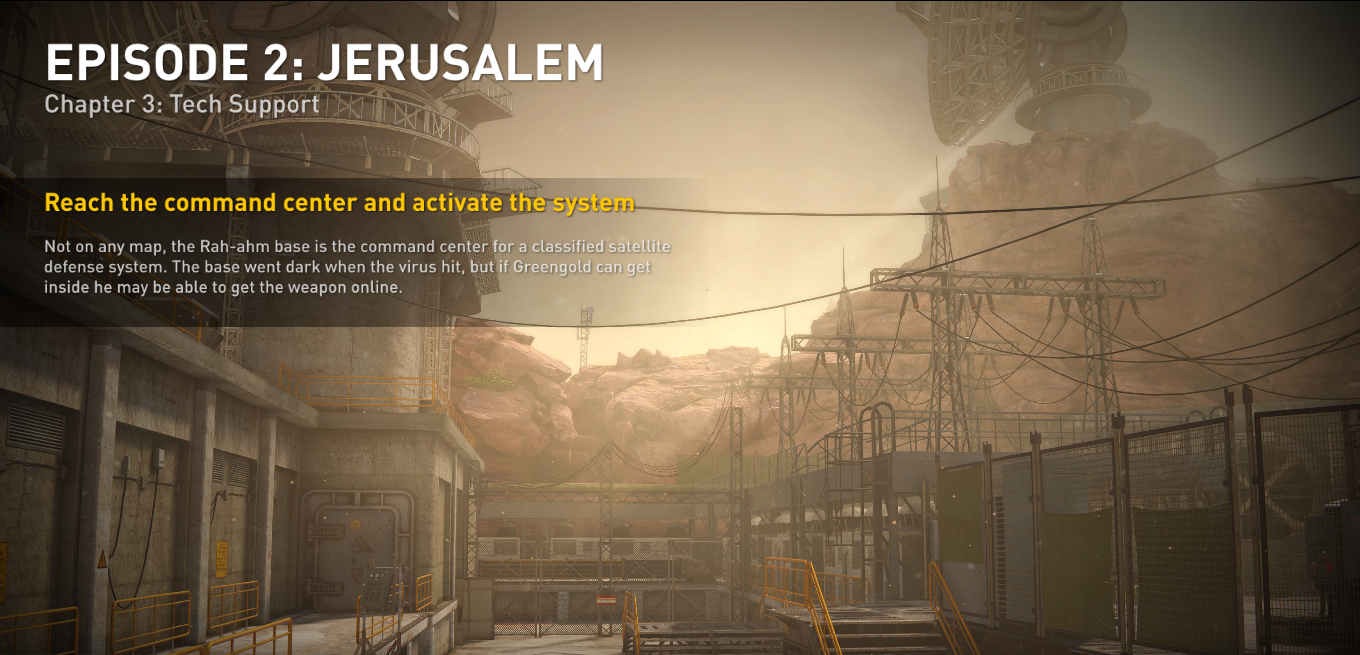 EPISODE 2: JERUSALEM
Chapter 3: Tech Support
Reach the command center and activate the system
Not on any map, the Rah-ahm base is the command center for a classified satellite
defense system. The base went dark when the virus hit, but if Greengold can get
inside he may be able to get the weapon online.